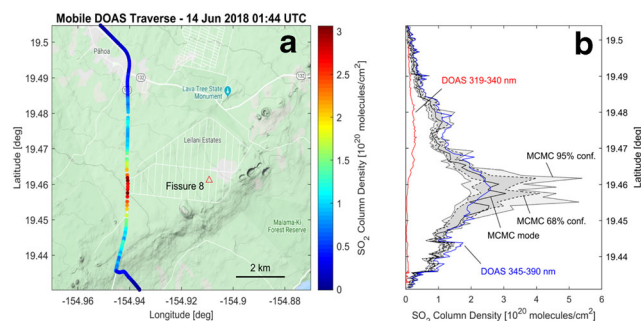 Mobile DOAS Traverse - 14 Jun 2018 01:44 UTC
a
Latitude [deg]
19.5
19.49
19.48
19.47
19.46
19.45
19.44
Pāhoa
132
Lava Tree State
Monument
Leilani Estates
Fissure 8
Malama-Ki
Forest Reserve
2 km
-154.96
-154.94
-154.92
-154.9
-154.88
Longitude [deg]
3
2.5
2
1.5
1
0.5
0
SO2 Column Density [10^20 molecules/cm^2]
b
DOAS 319-340 nm
MCMC 95% conf.
MCMC 68% conf.
MCMC mode
DOAS 345-390 nm
19.5
19.49
19.48
19.47
19.46
19.45
19.44
Latitude [deg]
0
1
2
3
4
5
6
SO2 Column Density [10^20 molecules/cm^2]